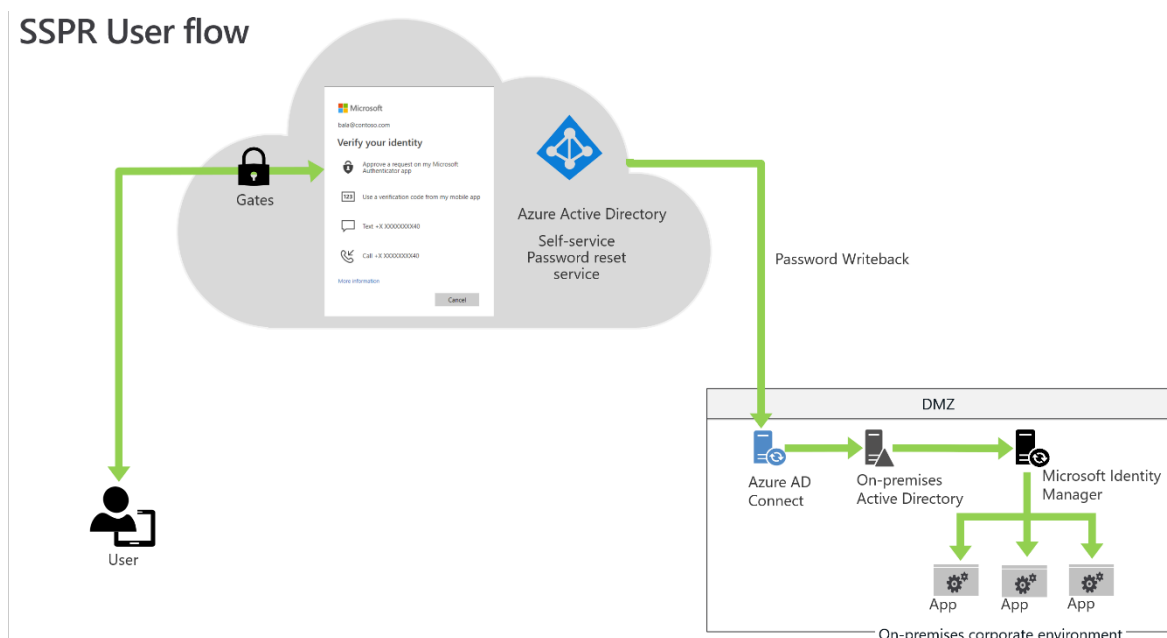 SSPR User flow
Microsoft
bala@contoso.com
Verify your identity
Approve a request on my Microsoft
Authenticator app
123
Use a verification code from my mobile app
Text +X XXXXXXXX40
Call +X XXXXXXXX40
More information
Cancel
Gates
Azure Active Directory
Self-service
Password reset
service
Password Writeback
User
DMZ
Azure AD
Connect
On-premises
Active Directory
Microsoft Identity
Manager
App
App
App
On-premises corporate environment